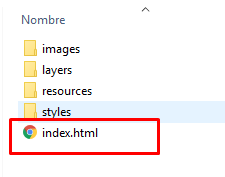 Nombre
images
layers
resources
styles
index.html